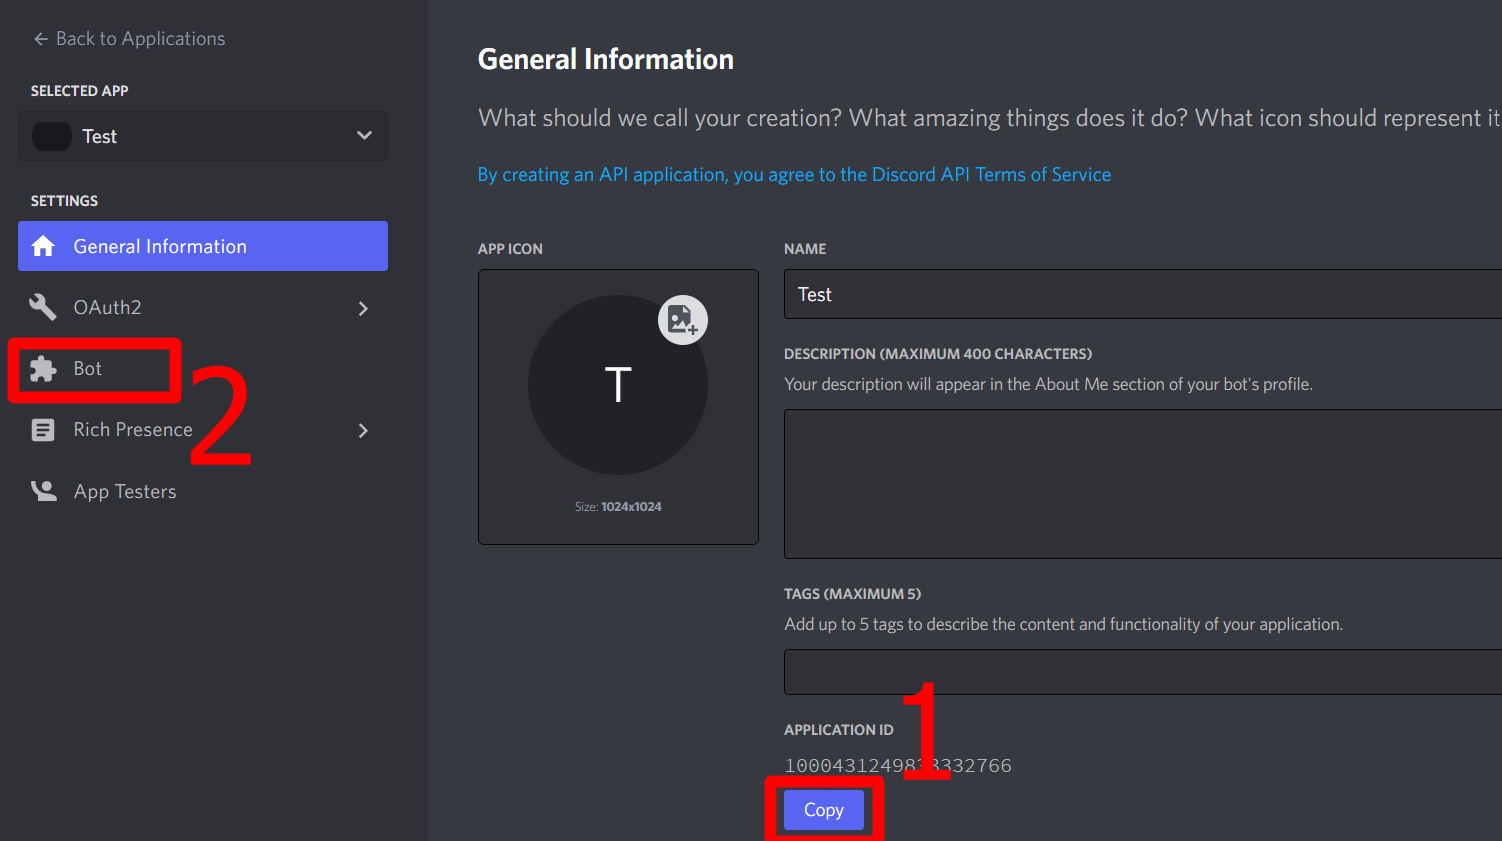 Back to Applications
SELECTED APP
Test
SETTINGS
General Information
OAuth2
Bot
2
Rich Presence
App Testers
General Information
What should we call your creation? What amazing things does it do? What icon should represent it
By creating an API application, you agree to the Discord API Terms of Service
APP ICON
T
Size: 1024x1024
NAME
Test
DESCRIPTION (MAXIMUM 400 CHARACTERS)
Your description will appear in the About Me section of your bot's profile.
TAGS (MAXIMUM 5)
Add up to 5 tags to describe the content and functionality of your application.
APPLICATION ID
1
Copy